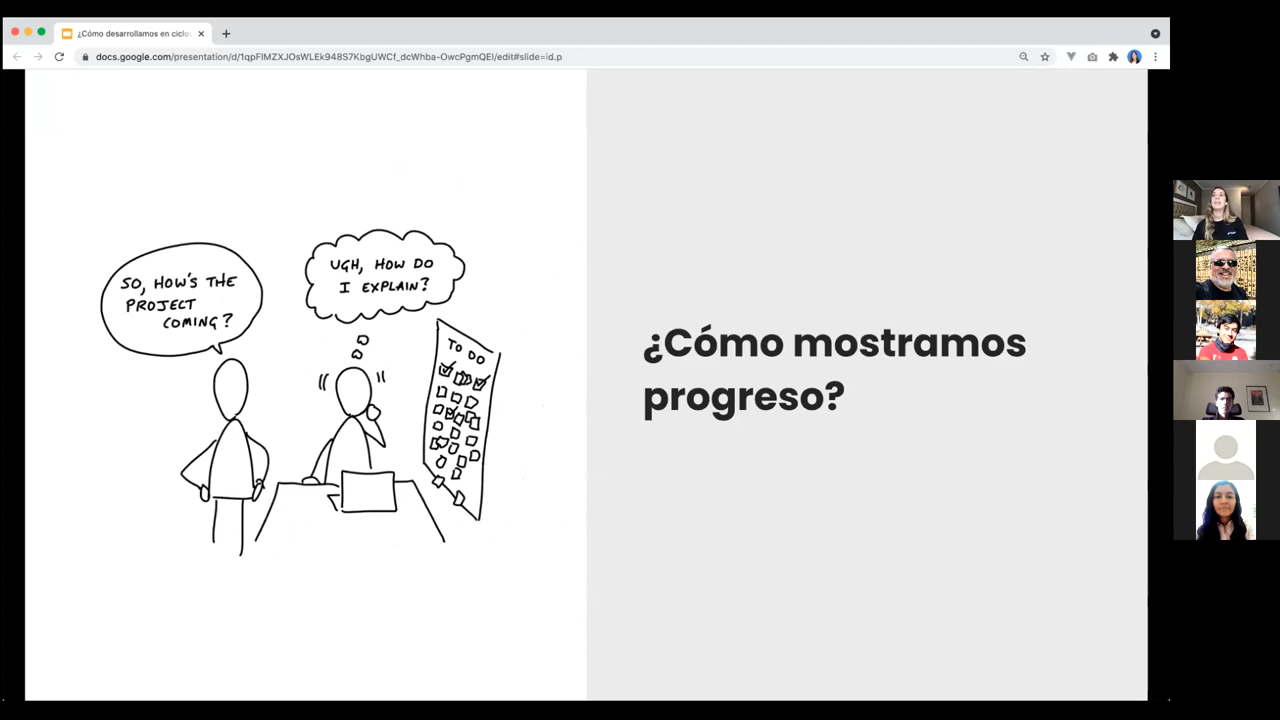 ¿Cómo desarrollamos en ciclos
docs.google.com/presentation/d/1qpFIMZXJOsWLEk948S7KbgUWCf_dcWhba-OwcPgmQEI/edit#slide=id.p
SO, HOW'S THE
PROJECT
COMING?
UGH, HOW DO
I EXPLAIN?
TO DO
¿Cómo mostramos
progreso?